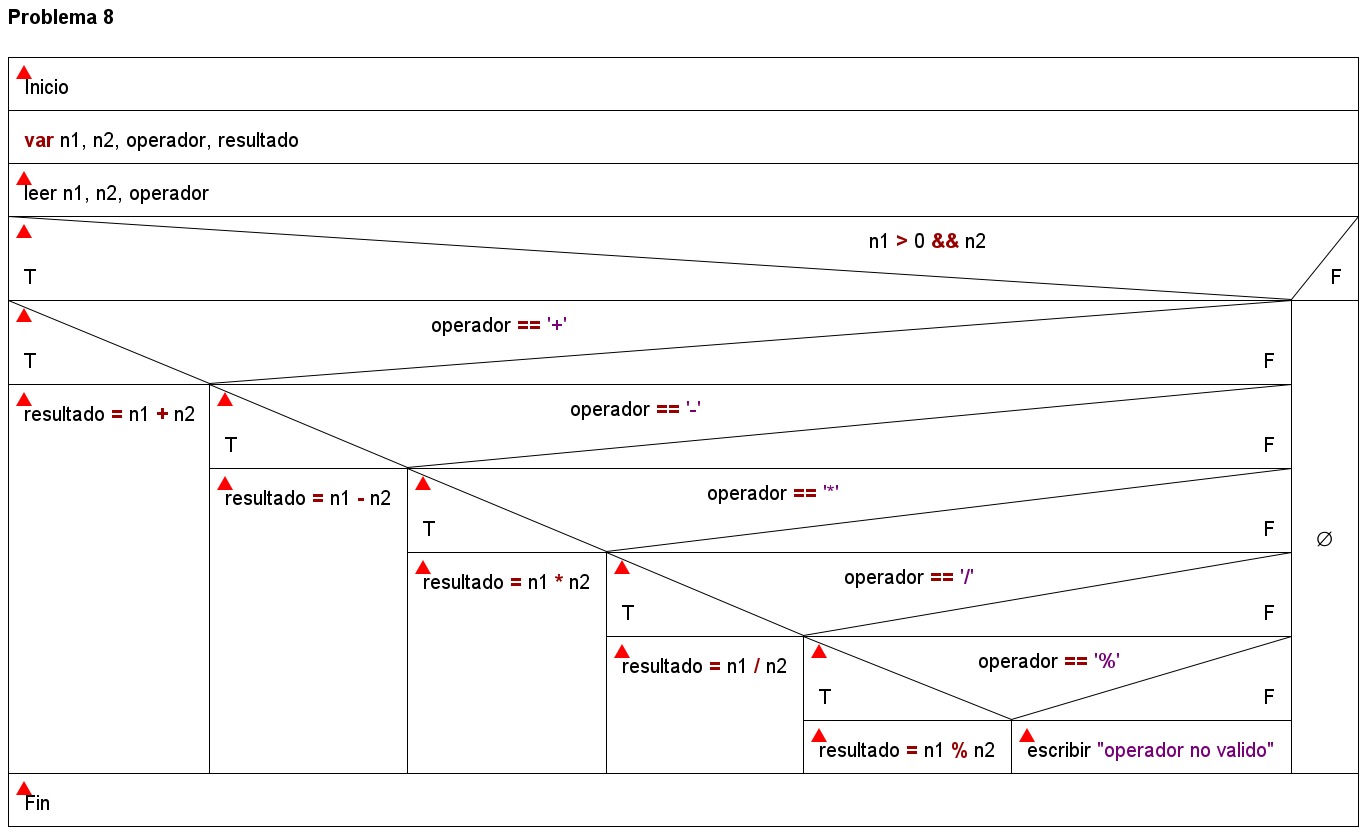 Problema 8
Inicio
var n1, n2, operador, resultado
leer n1, n2, operador
n1 > 0 && n2
T
F
operador == '+'
T
F
resultado = n1 + n2
operador == '-'
T
F
resultado = n1 - n2
operador == '*'
T
F
resultado = n1 * n2
operador == '/'
T
F
resultado = n1 / n2
operador == '%'
T
F
resultado = n1 % n2
escribir "operador no valido"
∅
Fin